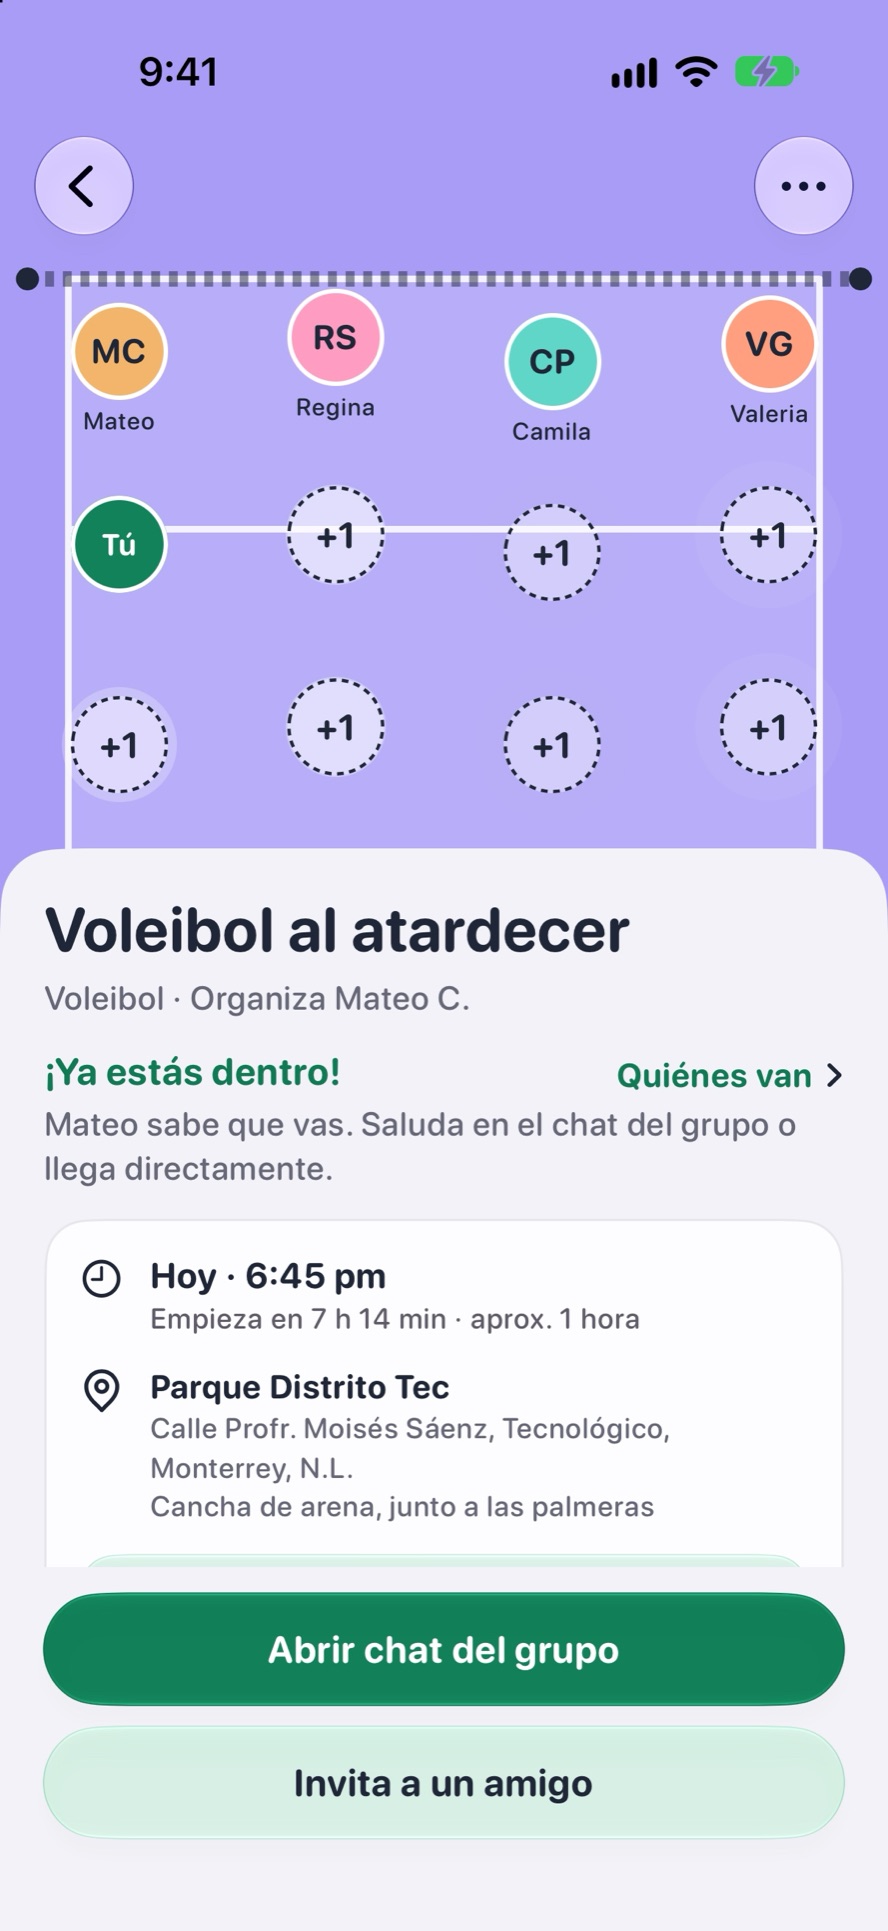 9:41
MC
RS
CP
VG
Mateo
Regina
Camila
Valeria
Tú
+1
+1
+1
+1
+1
+1
+1
Voleibol al atardecer
Voleibol · Organiza Mateo C.
¡Ya estás dentro!
Quiénes van
Mateo sabe que vas. Saluda en el chat del grupo o
llega directamente.
Hoy · 6:45 pm
Empieza en 7 h 14 min · aprox. 1 hora
Parque Distrito Tec
Calle Profr. Moisés Sáenz, Tecnológico,
Monterrey, N.L.
Cancha de arena, junto a las palmeras
Abrir chat del grupo
Invita a un amigo